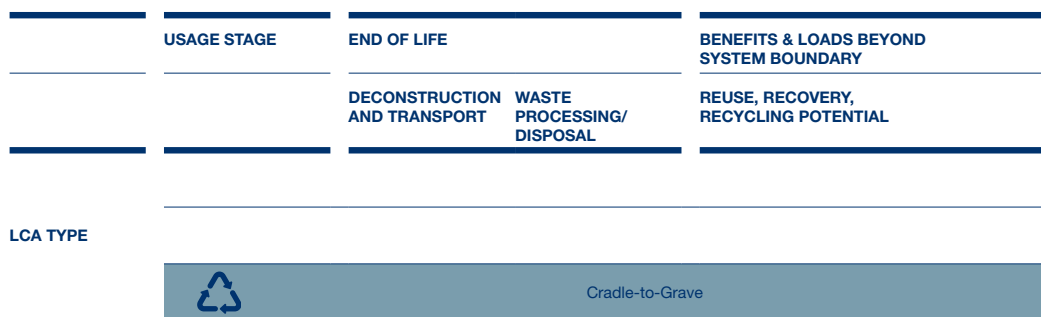 USAGE STAGE
END OF LIFE
BENEFITS & LOADS BEYOND
SYSTEM BOUNDARY
DECONSTRUCTION
AND TRANSPORT
WASTE
PROCESSING/
DISPOSAL
REUSE, RECOVERY,
RECYCLING POTENTIAL
LCA TYPE
Cradle-to-Grave